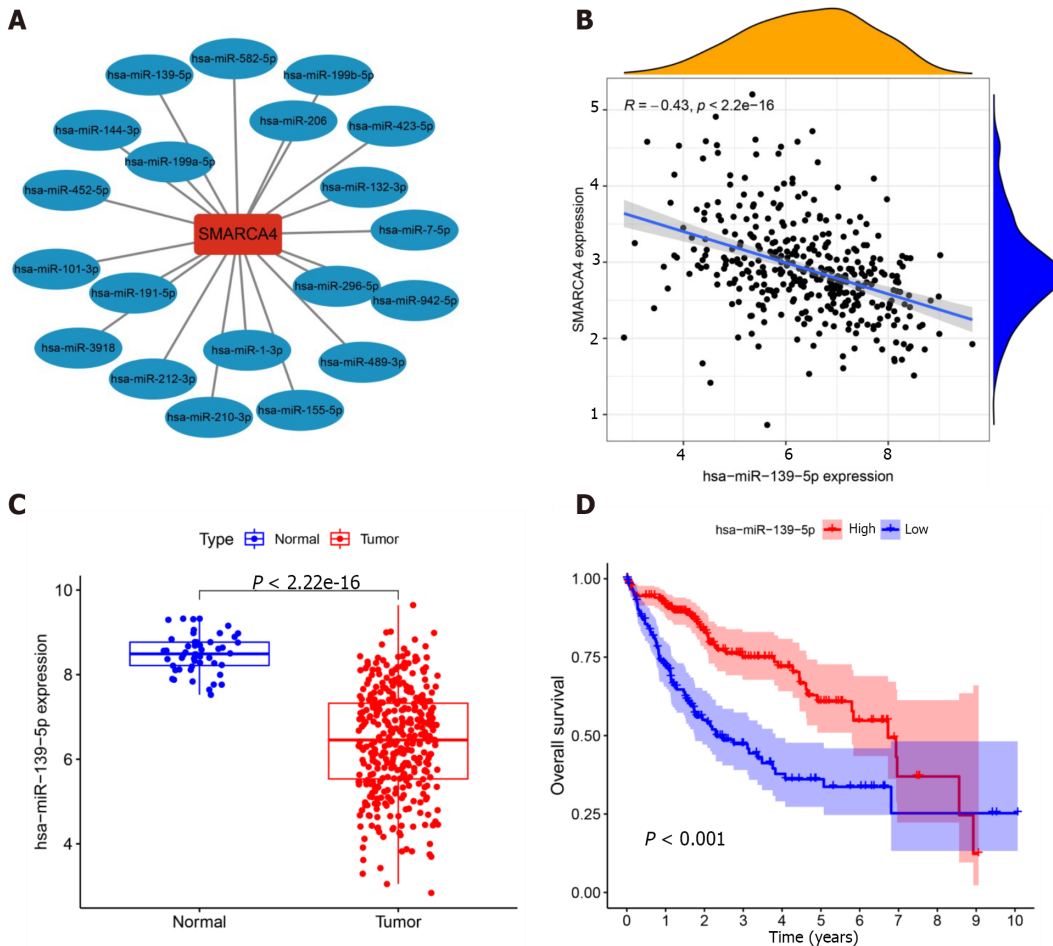 A
hsa-miR-582-5p
hsa-miR-139-5p
hsa-miR-199b-5p
hsa-miR-206
hsa-miR-423-5p
hsa-miR-144-3p
hsa-miR-199a-5p
hsa-miR-452-5p
hsa-miR-132-3p
SMARCA4
hsa-miR-7-5p
hsa-miR-101-3p
hsa-miR-191-5p
hsa-miR-296-5p
hsa-miR-942-5p
hsa-miR-3918
hsa-miR-1-3p
hsa-miR-489-3p
hsa-miR-212-3p
hsa-miR-210-3p
hsa-miR-155-5p
B
R = −0.43, p < 2.2e−16
SMARCA4 expression
5
4
3
2
1
4 6 8
hsa−miR−139−5p expression
C
Type Normal Tumor
P < 2.22e-16
hsa−miR−139−5p expression
10
8
6
4
Normal Tumor
D
hsa−miR−139−5p High Low
Overall survival
1.00
0.75
0.50
0.25
0.00
P < 0.001
0 1 2 3 4 5 6 7 8 9 10
Time (years)